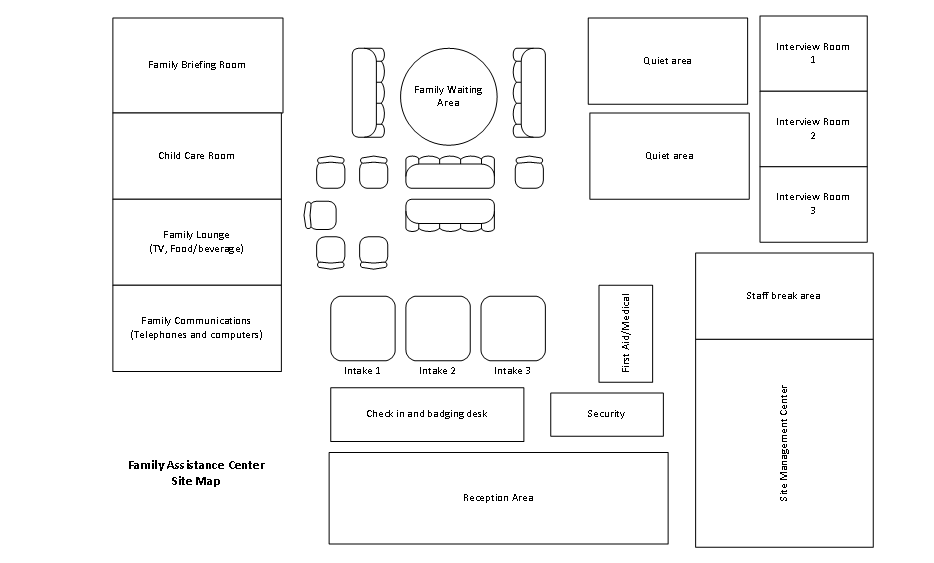 Family Briefing Room
Child Care Room
Family Lounge
(TV, Food/beverage)
Family Communications
(Telephones and computers)
Family Waiting
Area
Quiet area
Quiet area
Interview Room
1
Interview Room
2
Interview Room
3
Staff break area
Site Management Center
First Aid/Medical
Intake 1
Intake 2
Intake 3
Check in and badging desk
Security
Reception Area
Family Assistance Center
Site Map